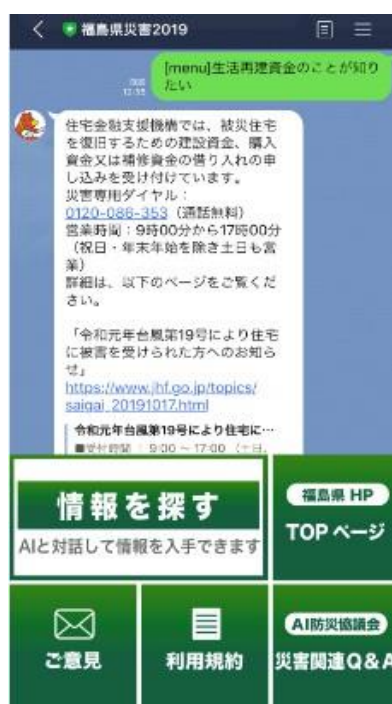 福島県災害2019
[menu]生活再建資金のことが知り
たい
住宅金融支援機構では、被災住宅
を復旧するための建設資金、購入
資金又は補修資金の借り入れの申
し込みを受け付けています。
災害専用ダイヤル：
0120-086-353（通話無料）
営業時間：9時00分から17時00分
（祝日・年末年始を除き土日も営
業）
詳細は、以下のページをご覧くだ
さい。
「令和元年台風第19号により住宅
に被害を受けられた方へのお知ら
せ」
https://www.jhf.go.jp/topics/
saigai_20191017.html
令和元年台風第19号により住宅に…
■受付時間 9:00～17:00（土日、
情報を探す
AIと対話して情報を入手できます
福島県 HP
TOP ページ
ご意見
利用規約
AI防災協議会
災害関連Q＆A